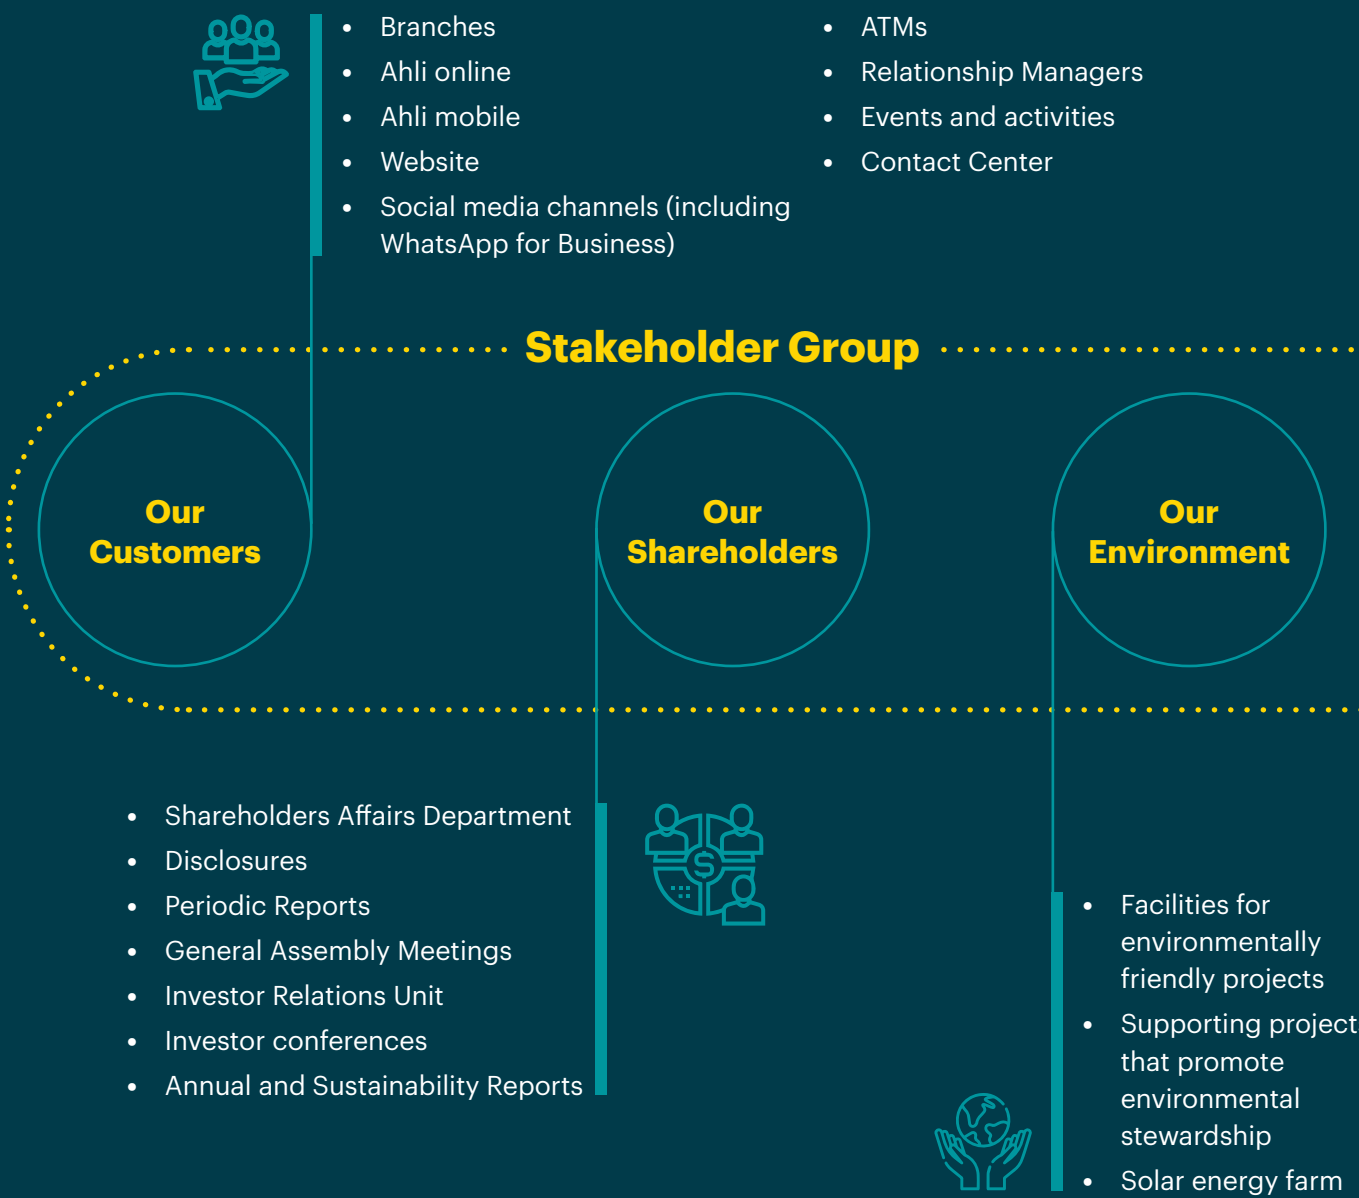 • Branches
• Ahli online
• Ahli mobile
• Website
• Social media channels (including
WhatsApp for Business)
• ATMs
• Relationship Managers
• Events and activities
• Contact Center
Stakeholder Group
Our
Customers
Our
Shareholders
Our
Environment
• Shareholders Affairs Department
• Disclosures
• Periodic Reports
• General Assembly Meetings
• Investor Relations Unit
• Investor conferences
• Annual and Sustainability Reports
$
• Facilities for
environmentally
friendly projects
• Supporting project
that promote
environmental
stewardship
• Solar energy farm